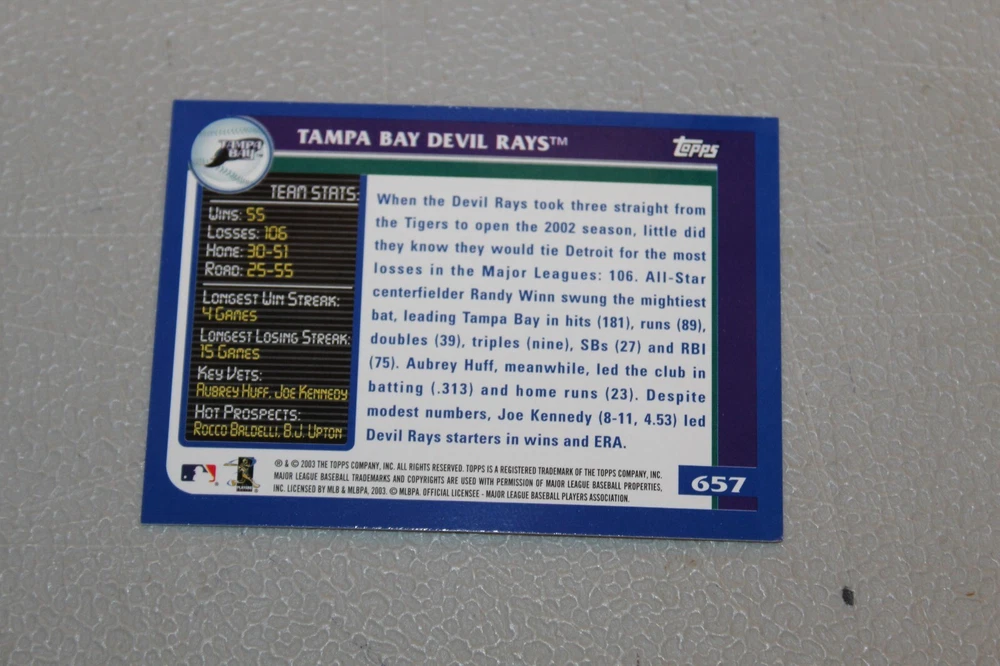 TAMPA BAY DEVIL RAYS™
Topps
TAMPA
BAY
TEAM STATS:
WINS: 55
LOSSES: 106
HOME: 30-51
ROAD: 25-55
LONGEST WIN STREAK:
4 GAMES
LONGEST LOSING STREAK:
15 GAMES
KEY VETS:
AUBREY HUFF, JOE KENNEDY
HOT PROSPECTS:
ROCCO BALDELLI, B.J. UPTON
When the Devil Rays took three straight from
the Tigers to open the 2002 season, little did
they know they would tie Detroit for the most
losses in the Major Leagues: 106. All-Star
centerfielder Randy Winn swung the mightiest
bat, leading Tampa Bay in hits (181), runs (89),
doubles (39), triples (nine), SBs (27) and RBI
(75). Aubrey Huff, meanwhile, led the club in
batting (.313) and home runs (23). Despite
modest numbers, Joe Kennedy (8-11, 4.53) led
Devil Rays starters in wins and ERA.
® & © 2003 THE TOPPS COMPANY, INC. ALL RIGHTS RESERVED. TOPPS IS A REGISTERED TRADEMARK OF THE TOPPS COMPANY, INC.
MAJOR LEAGUE BASEBALL TRADEMARKS AND COPYRIGHTS ARE USED WITH PERMISSION OF MAJOR LEAGUE BASEBALL PROPERTIES,
INC. LICENSED BY MLB & MLBPA, 2003. © MLBPA. OFFICIAL LICENSEE - MAJOR LEAGUE BASEBALL PLAYERS ASSOCIATION.
657